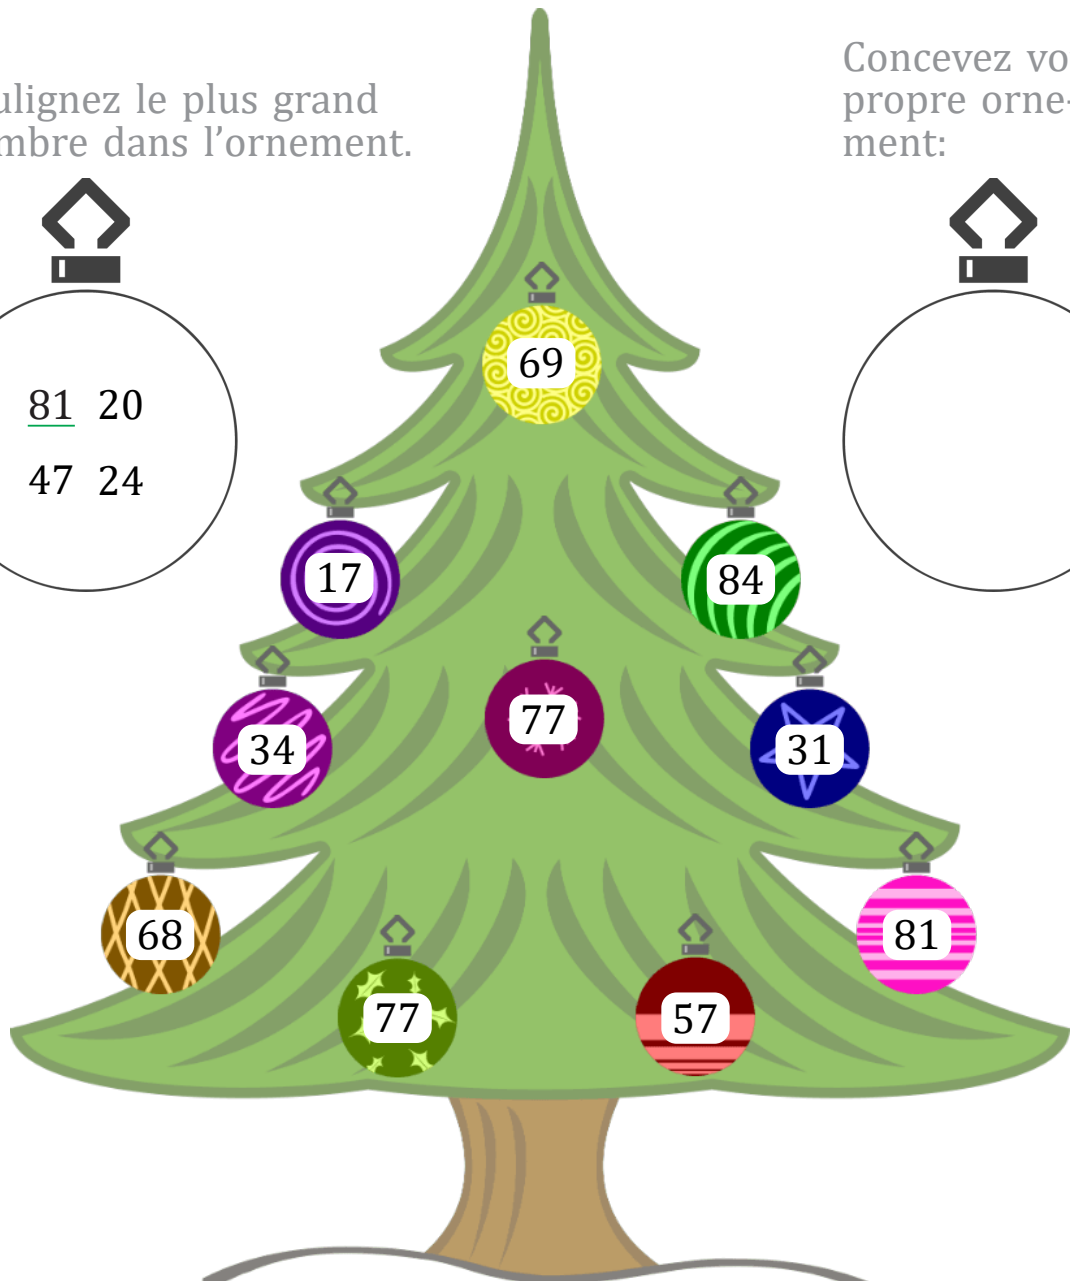 ulignez le plus grand
mbre dans l’ornement.
Concevez vo
propre orne-
ment:
81 20
47 24
69
17
84
77
34
31
68
81
77
57